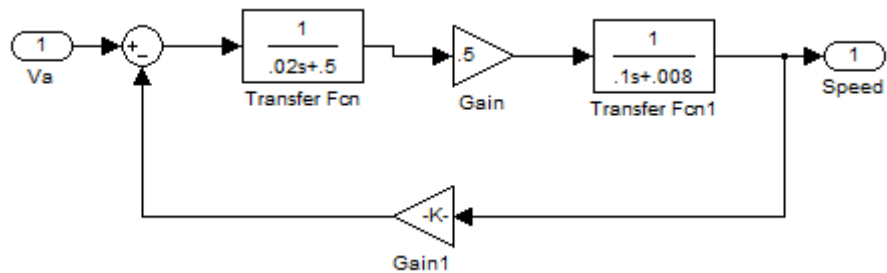 1
Va
+
-
1
.02s+.5
Transfer Fcn
.5
Gain
1
.1s+.008
Transfer Fcn1
1
Speed
-K-
Gain1